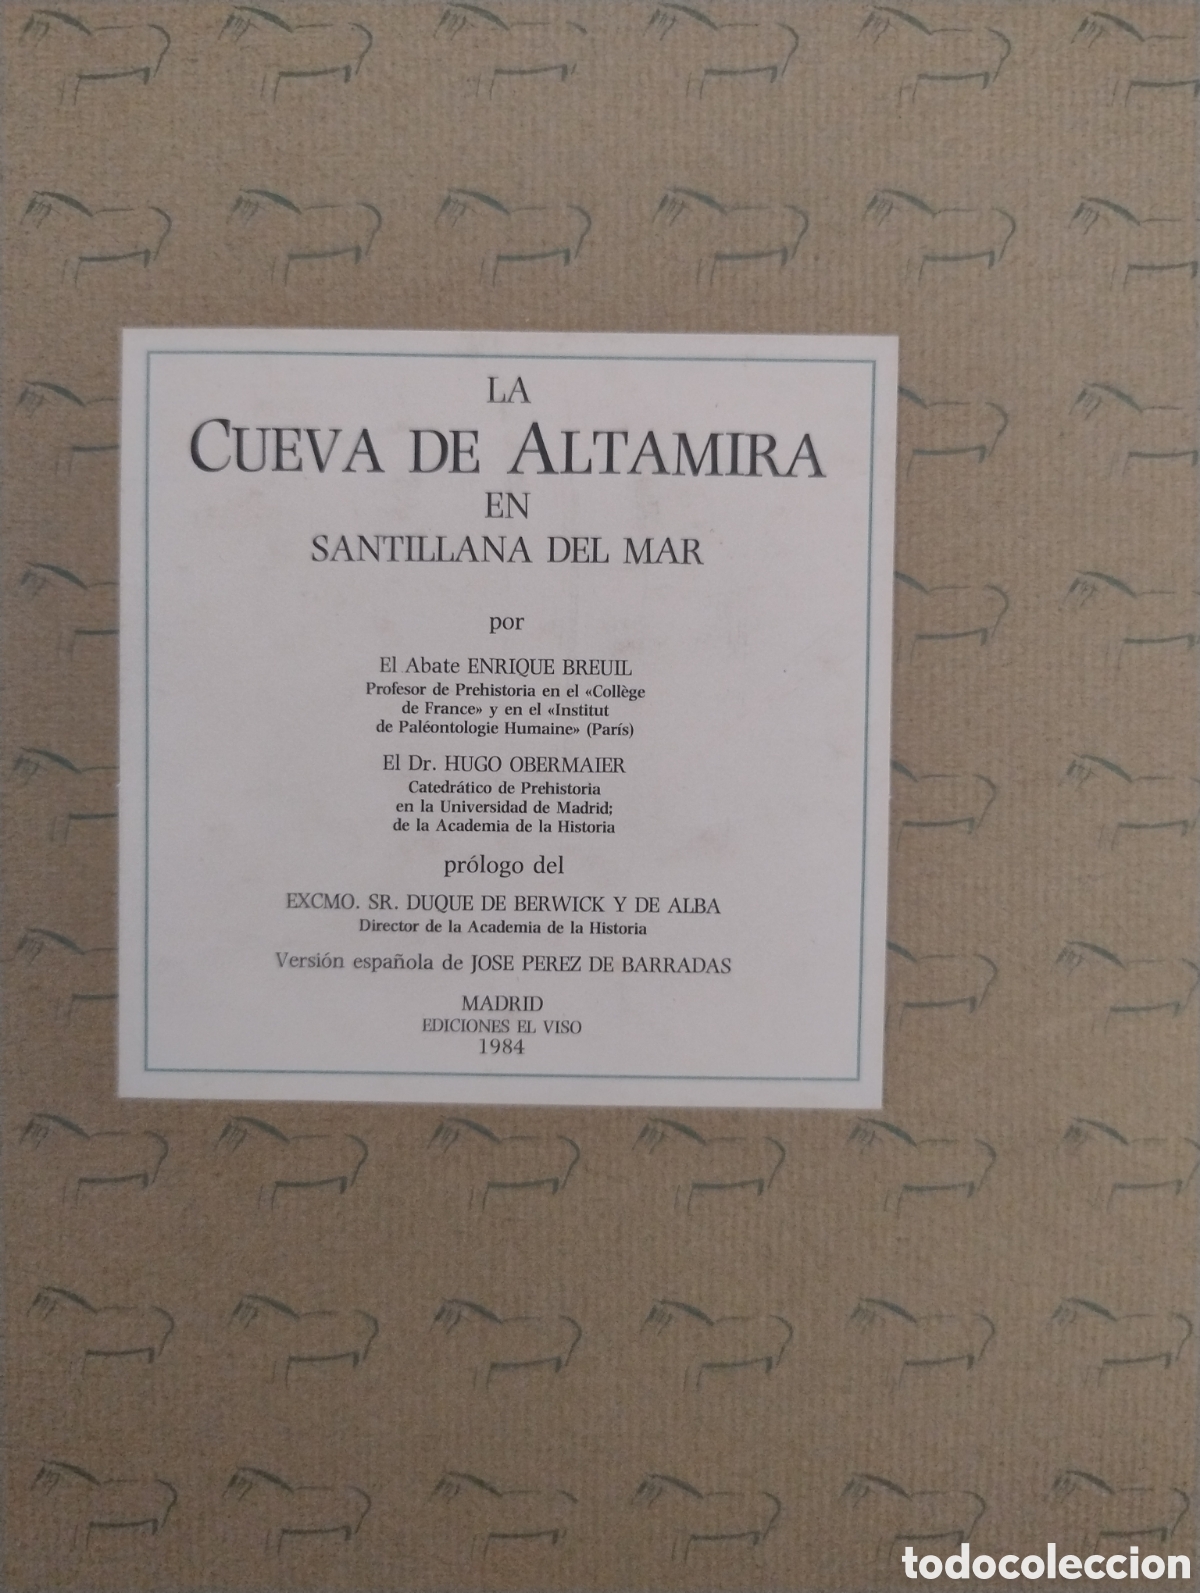 LA
CUEVA DE ALTAMIRA
EN
SANTILLANA DEL MAR
por
El Abate ENRIQUE BREUIL
Profesor de Prehistoria en el «Collège
de France» y en el «Institut
de Paléontologie Humaine» (París)
El Dr. HUGO OBERMAIER
Catedrático de Prehistoria
en la Universidad de Madrid;
de la Academia de la Historia
prólogo del
EXCMO. SR. DUQUE DE BERWICK Y DE ALBA
Director de la Academia de la Historia
Versión española de JOSE PEREZ DE BARRADAS
MADRID
EDICIONES EL VISO
1984
todocoleccion